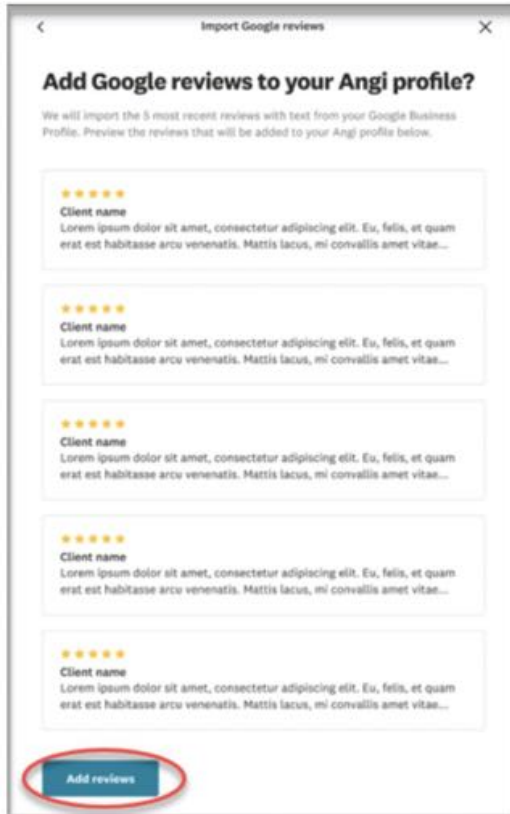 Import Google reviews
Add Google reviews to your Angi profile?
We will import the 5 most recent reviews with text from your Google Business
Profile. Preview the reviews that will be added to your Angi profile below.
Client name
Lorem ipsum dolor sit amet, consectetur adipiscing elit. Eu, felis, et quam
erat est habitasse arcu venenatis. Mattis lacus, mi convallis amet vitae...
Client name
Lorem ipsum dolor sit amet, consectetur adipiscing elit. Eu, felis, et quam
erat est habitasse arcu venenatis. Mattis lacus, mi convallis amet vitae...
Client name
Lorem ipsum dolor sit amet, consectetur adipiscing elit. Eu, felis, et quam
erat est habitasse arcu venenatis. Mattis lacus, mi convallis amet vitae...
Client name
Lorem ipsum dolor sit amet, consectetur adipiscing elit. Eu, felis, et quam
erat est habitasse arcu venenatis. Mattis lacus, mi convallis amet vitae...
Client name
Lorem ipsum dolor sit amet, consectetur adipiscing elit. Eu, felis, et quam
erat est habitasse arcu venenatis. Mattis lacus, mi convallis amet vitae...
Add reviews